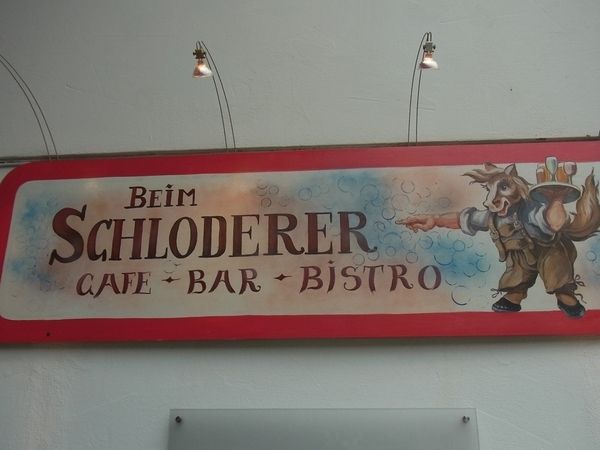 BEIM
SCHLODERER
CAFE - BAR - BiSTRO